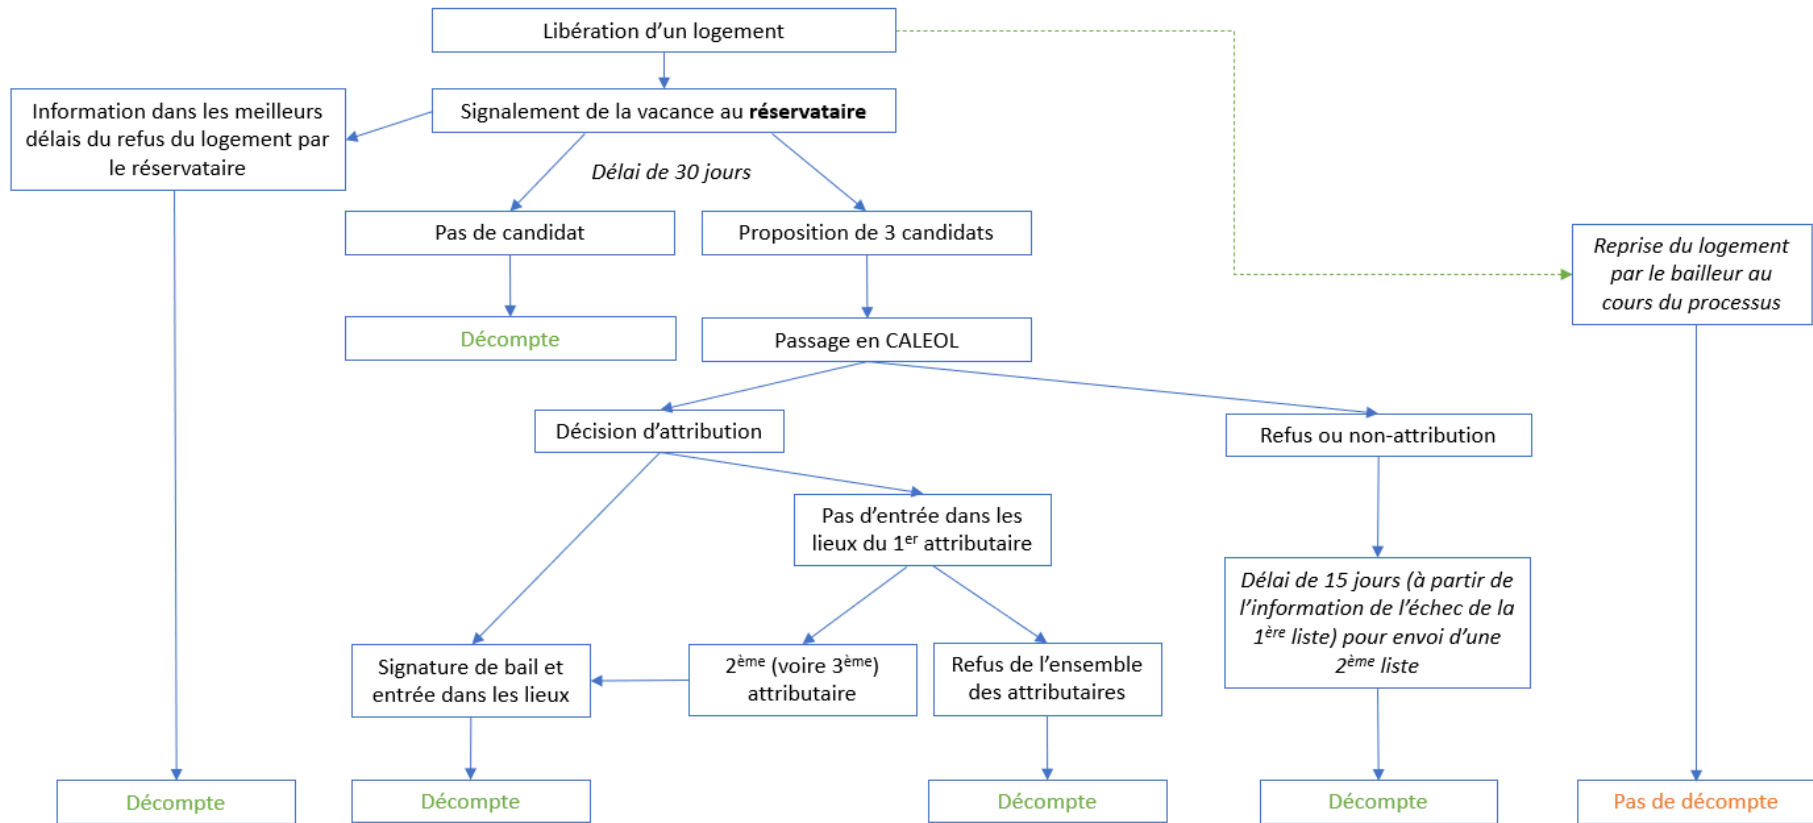 Libération d’un logement
Information dans les meilleurs
délais du refus du logement par
le réservataire
Signalement de la vacance au réservataire
Délai de 30 jours
Pas de candidat
Proposition de 3 candidats
Reprise du logement
par le bailleur au
cours du processus
Décompte
Passage en CALEOL
Décision d’attribution
Refus ou non-attribution
Pas d’entrée dans les
lieux du 1er attributaire
Délai de 15 jours (à partir de
l’information de l’échec de la
1ère liste) pour envoi d’une
2ème liste
Signature de bail et
entrée dans les lieux
2ème (voire 3ème)
attributaire
Refus de l’ensemble
des attributaires
Décompte
Décompte
Décompte
Décompte
Pas de décompte